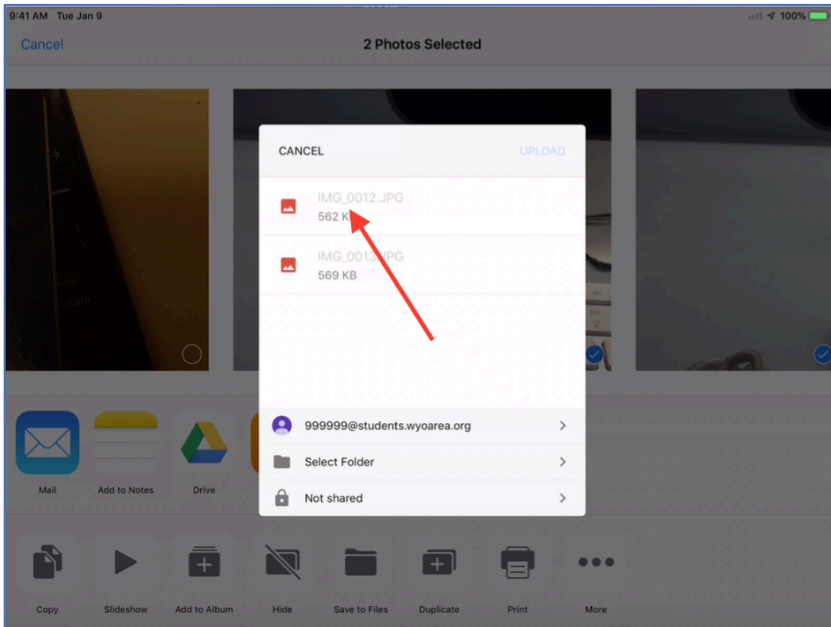 9:41 AM Tue Jan 9
100%
Cancel
2 Photos Selected
CANCEL
UPLOAD
IMG_0012.JPG
562 K
IMG_0013.JPG
569 KB
999999@students.wyoarea.org
Select Folder
Not shared
Mail
Add to Notes
Drive
Copy
Slideshow
Add to Album
Hide
Save to Files
Duplicate
Print
More